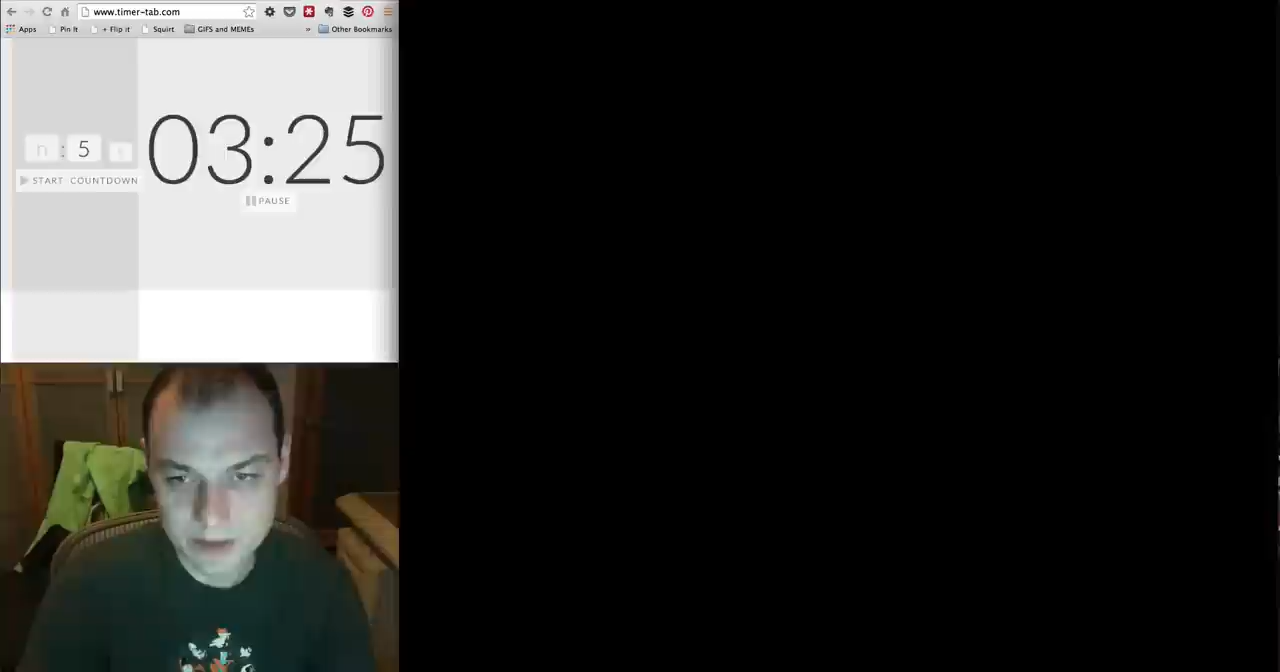 www.timer-tab.com
Apps Pin It + Flip it Squirt GIFS and MEMEs » Other Bookmarks
03:25
n : 5
START COUNTDOWN
PAUSE